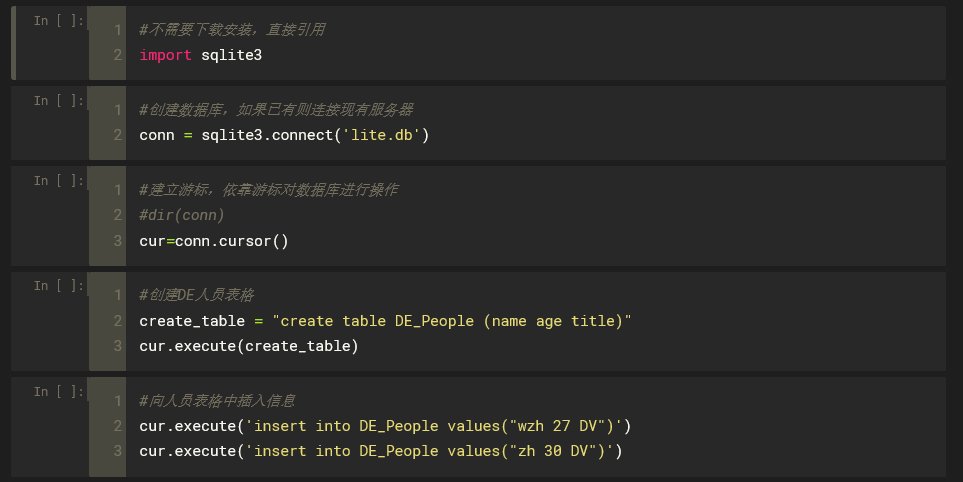 In [ ]:
1 #不需要下载安装，直接引用
2 import sqlite3
In [ ]:
1 #创建数据库，如果已有则连接现有服务器
2 conn = sqlite3.connect('lite.db')
In [ ]:
1 #建立游标，依靠游标对数据库进行操作
2 #dir(conn)
3 cur=conn.cursor()
In [ ]:
1 #创建DE人员表格
2 create_table = "create table DE_People (name age title)"
3 cur.execute(create_table)
In [ ]:
1 #向人员表格中插入信息
2 cur.execute('insert into DE_People values("wzh 27 DV")')
3 cur.execute('insert into DE_People values("zh 30 DV")')